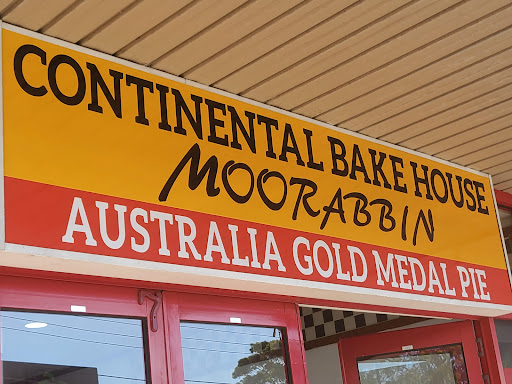 CONTINENTAL BAKE HOUSE
MOORABBIN
AUSTRALIA GOLD MEDAL PIE